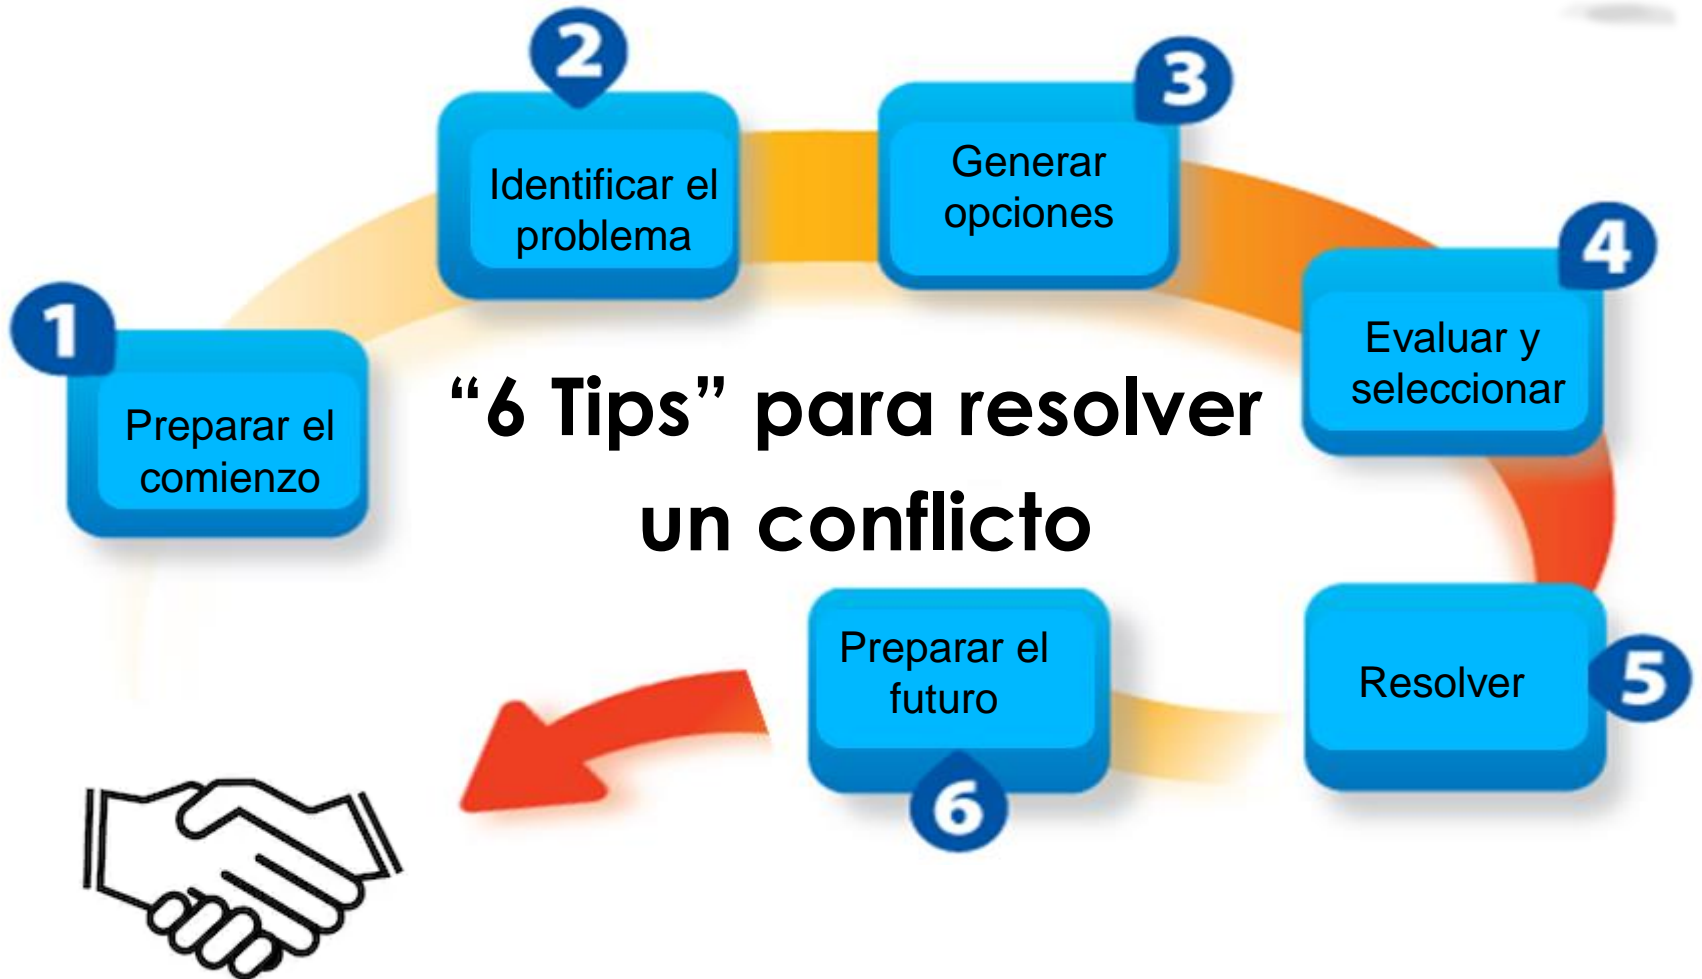 1
Preparar el
comienzo
2
Identificar el
problema
3
Generar
opciones
4
Evaluar y
seleccionar
“6 Tips” para resolver
un conflicto
5
Resolver
6
Preparar el
futuro